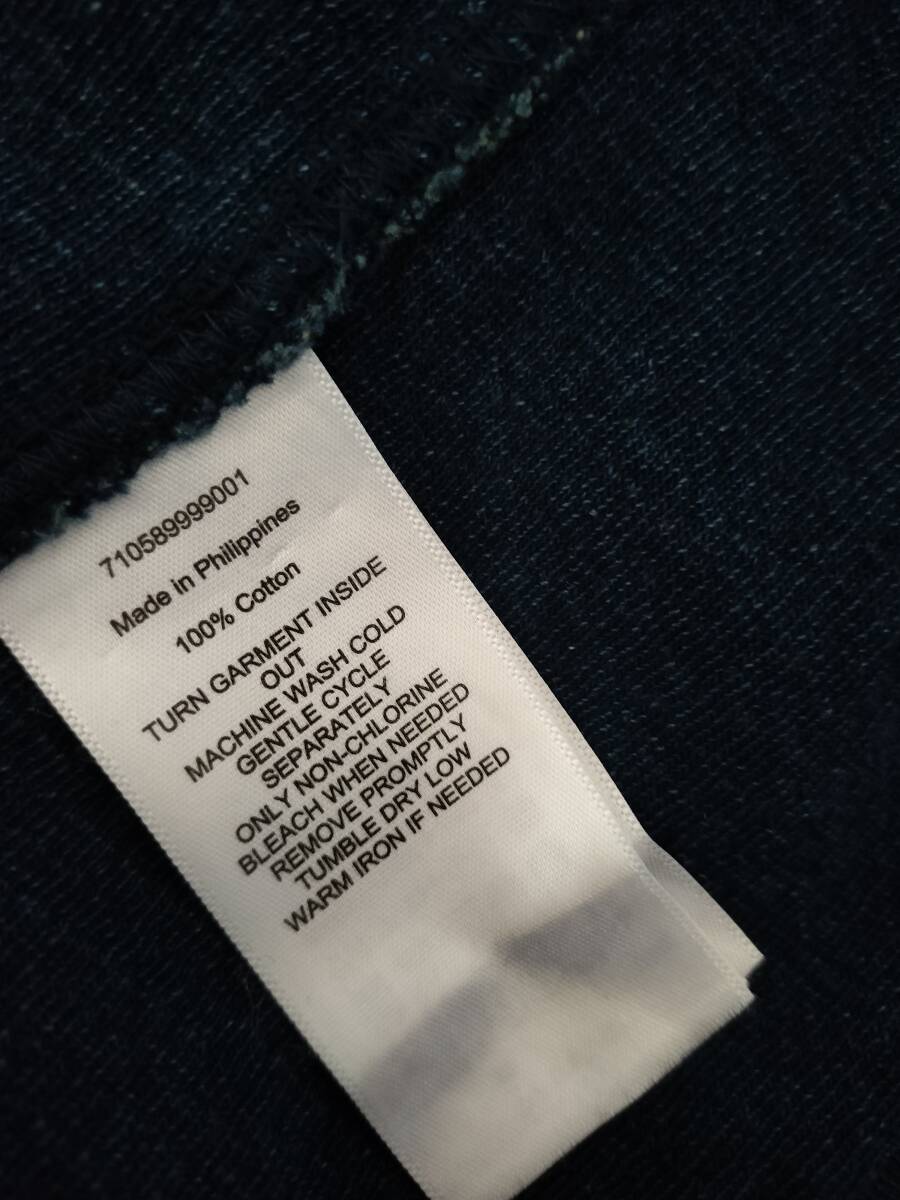 710589999001
Made in Philippines
100% Cotton
TURN GARMENT INSIDE
OUT
MACHINE WASH COLD
GENTLE CYCLE
SEPARATELY
ONLY NON-CHLORINE
BLEACH WHEN NEEDED
REMOVE PROMPTLY
TUMBLE DRY LOW
WARM IRON IF NEEDED